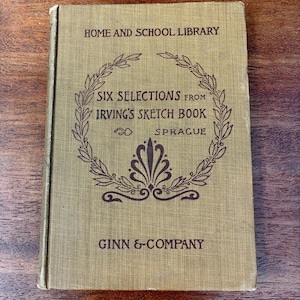 HOME AND SCHOOL LIBRARY
SIX SELECTIONS FROM
IRVING'S SKETCH BOOK
SPRAGUE
GINN & COMPANY